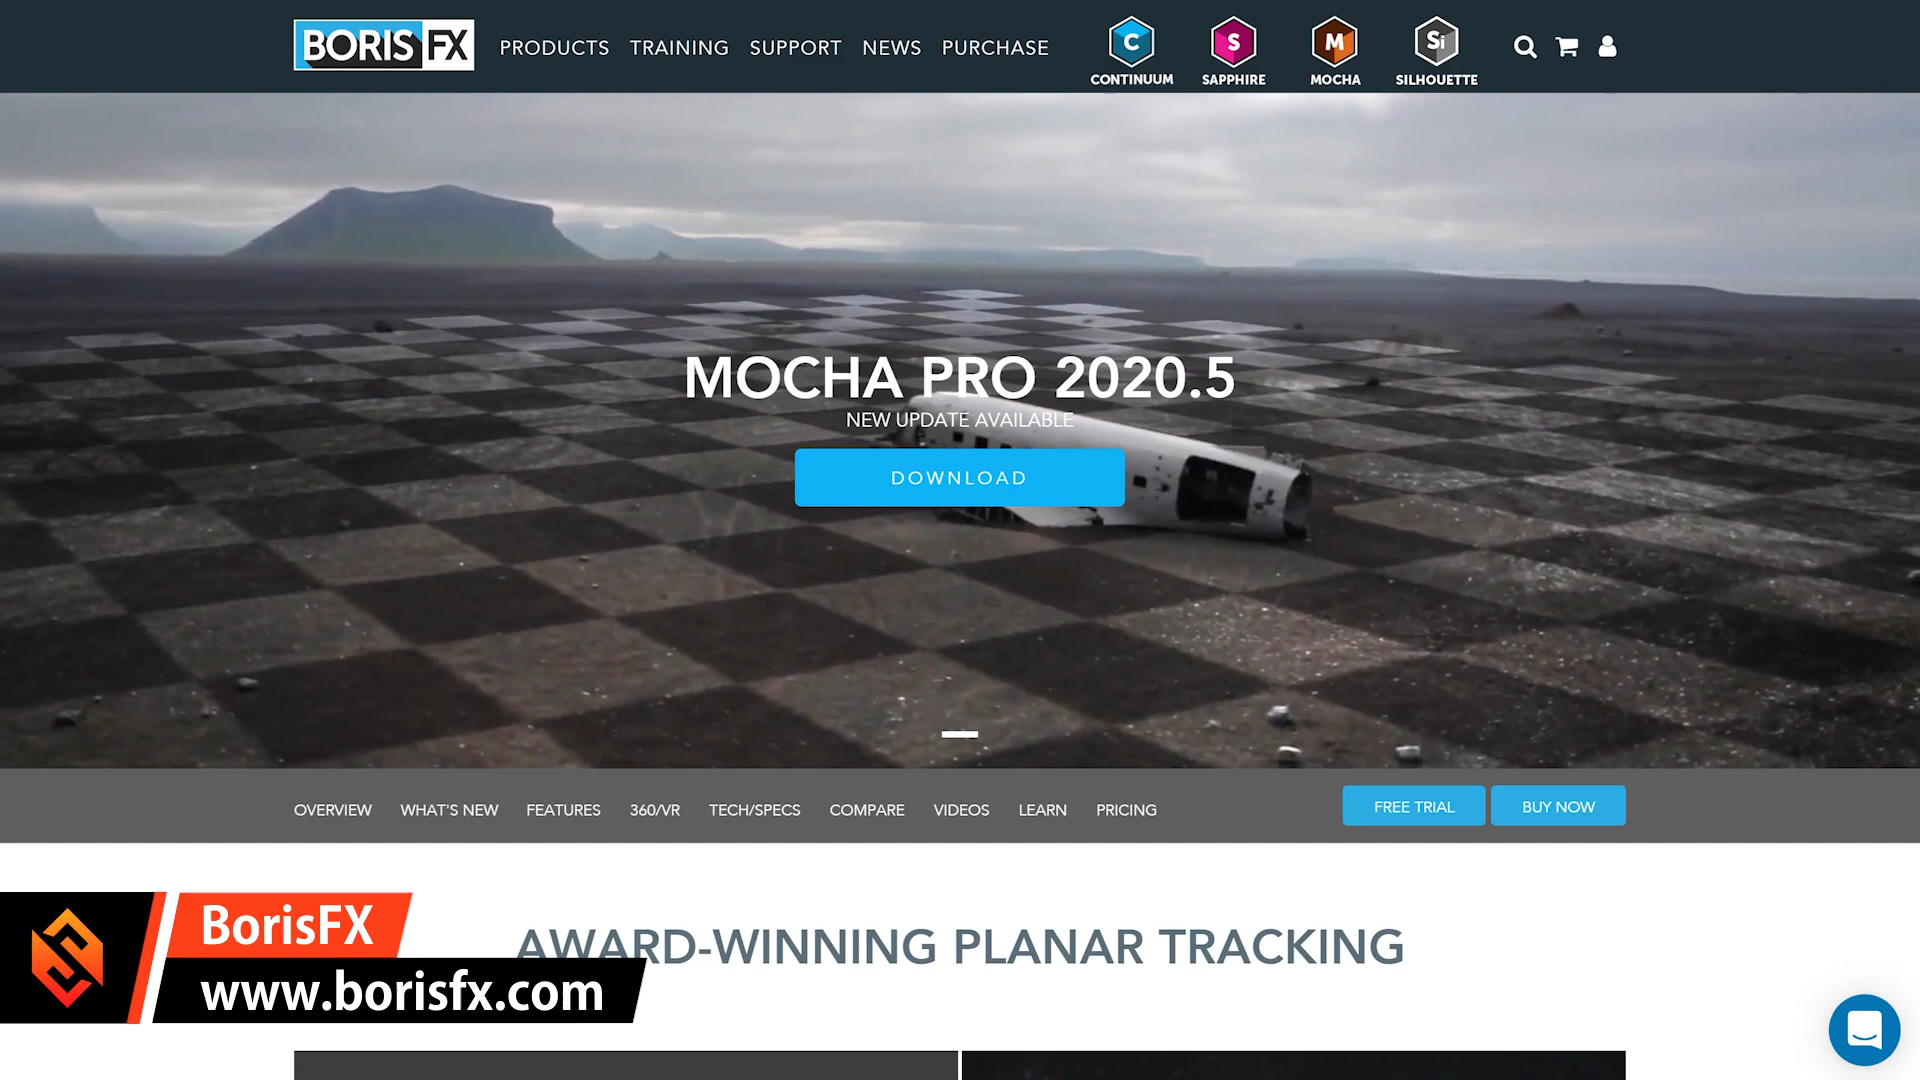 BORIS FX
PRODUCTS TRAINING SUPPORT NEWS PURCHASE
C S M Si
CONTINUUM SAPPHIRE MOCHA SILHOUETTE
MOCHA PRO 2020.5
NEW UPDATE AVAILABLE
DOWNLOAD
OVERVIEW WHAT'S NEW FEATURES 360/VR TECH/SPECS COMPARE VIDEOS LEARN PRICING FREE TRIAL BUY NOW
AWARD-WINNING PLANAR TRACKING
BorisFX
www.borisfx.com